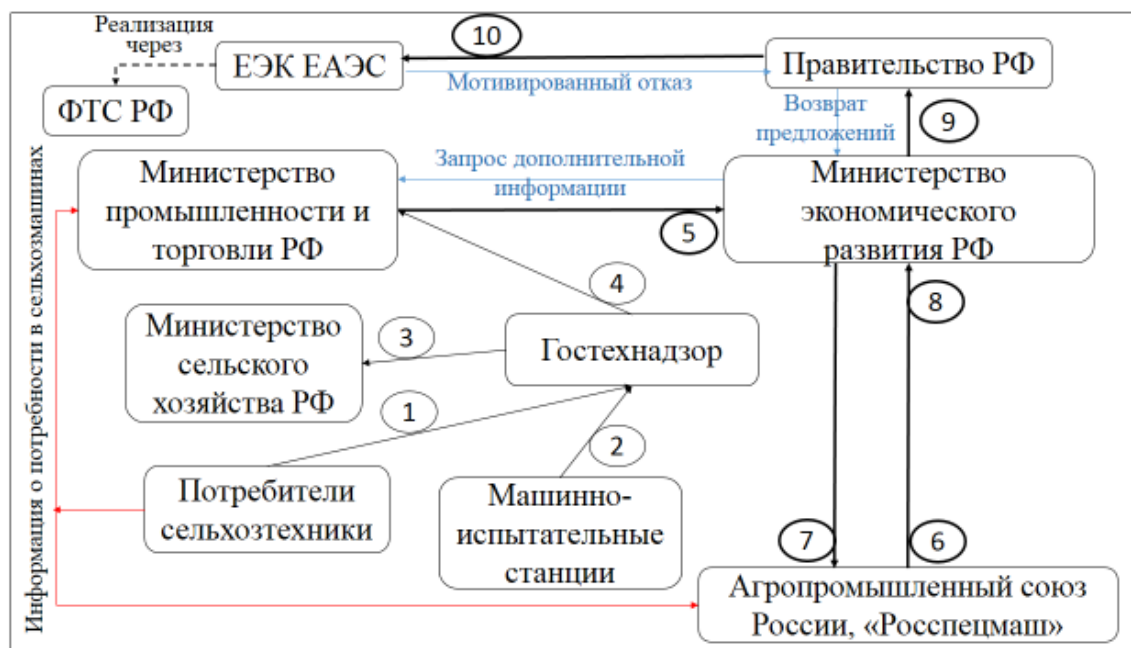 Реализация
через
10
ЕЭК ЕАЭС
Правительство РФ
Мотивированный отказ
ФТС РФ
Возврат
предложений
9
Информация о потребности в сельхозмашинах
Министерство
промышленности и
торговли РФ
Запрос дополнительной
информации
5
Министерство
экономического
развития РФ
4
8
Министерство
сельского
хозяйства РФ
3
Гостехнадзор
1
2
Потребители
сельхозтехники
Машинно-
испытательные
станции
7
6
Агропромышленный союз
России, «Росспецмаш»